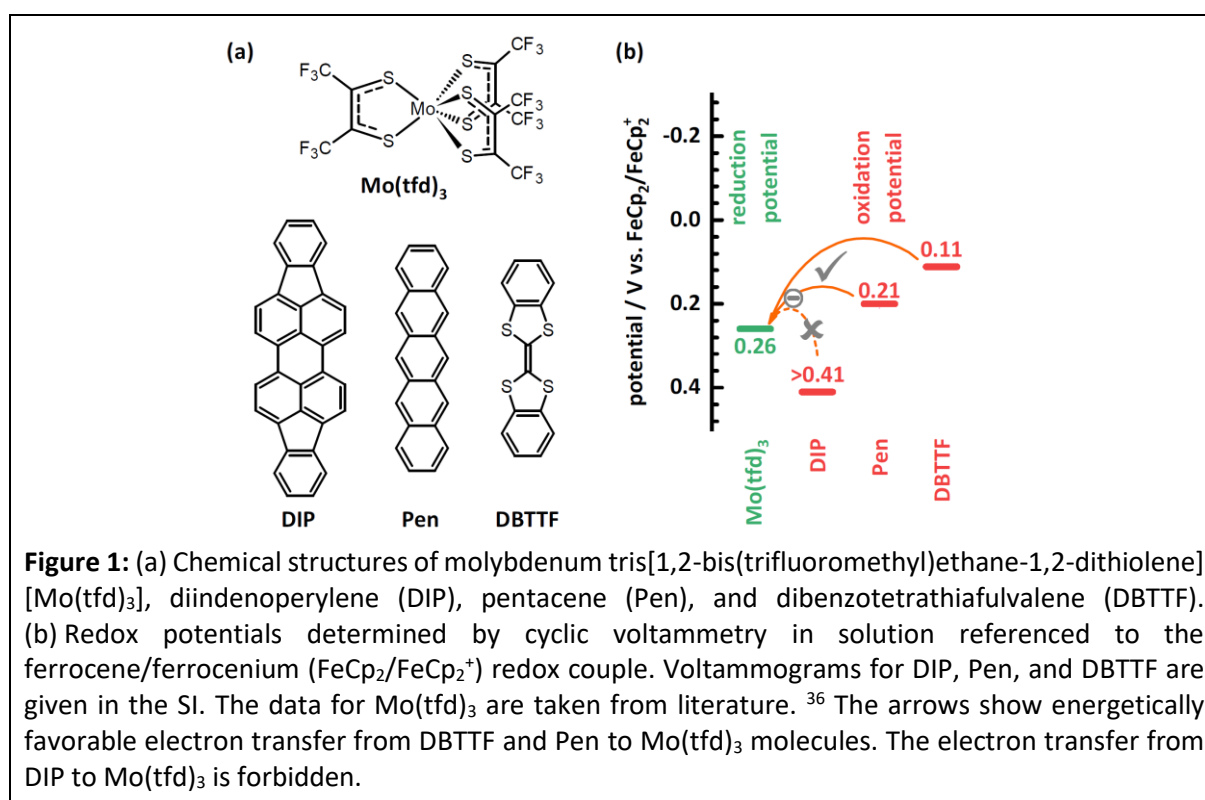 (a)
CF₃
F₃C
S
S
CF₃
Mo
S
CF₃
F₃C
S
S
CF₃
S
CF₃
Mo(tfd)₃
S
S
S
S
DIP
Pen
DBTTF
(b)
potential / V vs. FeCp₂/FeCp₂⁺
-0.2
0.0
0.2
0.4
reduction
potential
oxidation
potential
0.11
0.21
0.26
>0.41
Mo(tfd)₃
DIP
Pen
DBTTF
Figure 1: (a) Chemical structures of molybdenum tris[1,2-bis(trifluoromethyl)ethane-1,2-dithiolene]
[Mo(tfd)₃], diindenoperylene (DIP), pentacene (Pen), and dibenzotetrathiafulvalene (DBTTF).
(b) Redox potentials determined by cyclic voltammetry in solution referenced to the
ferrocene/ferrocenium (FeCp₂/FeCp₂⁺) redox couple. Voltammograms for DIP, Pen, and DBTTF are
given in the SI. The data for Mo(tfd)₃ are taken from literature. ³⁶ The arrows show energetically
favorable electron transfer from DBTTF and Pen to Mo(tfd)₃ molecules. The electron transfer from
DIP to Mo(tfd)₃ is forbidden.